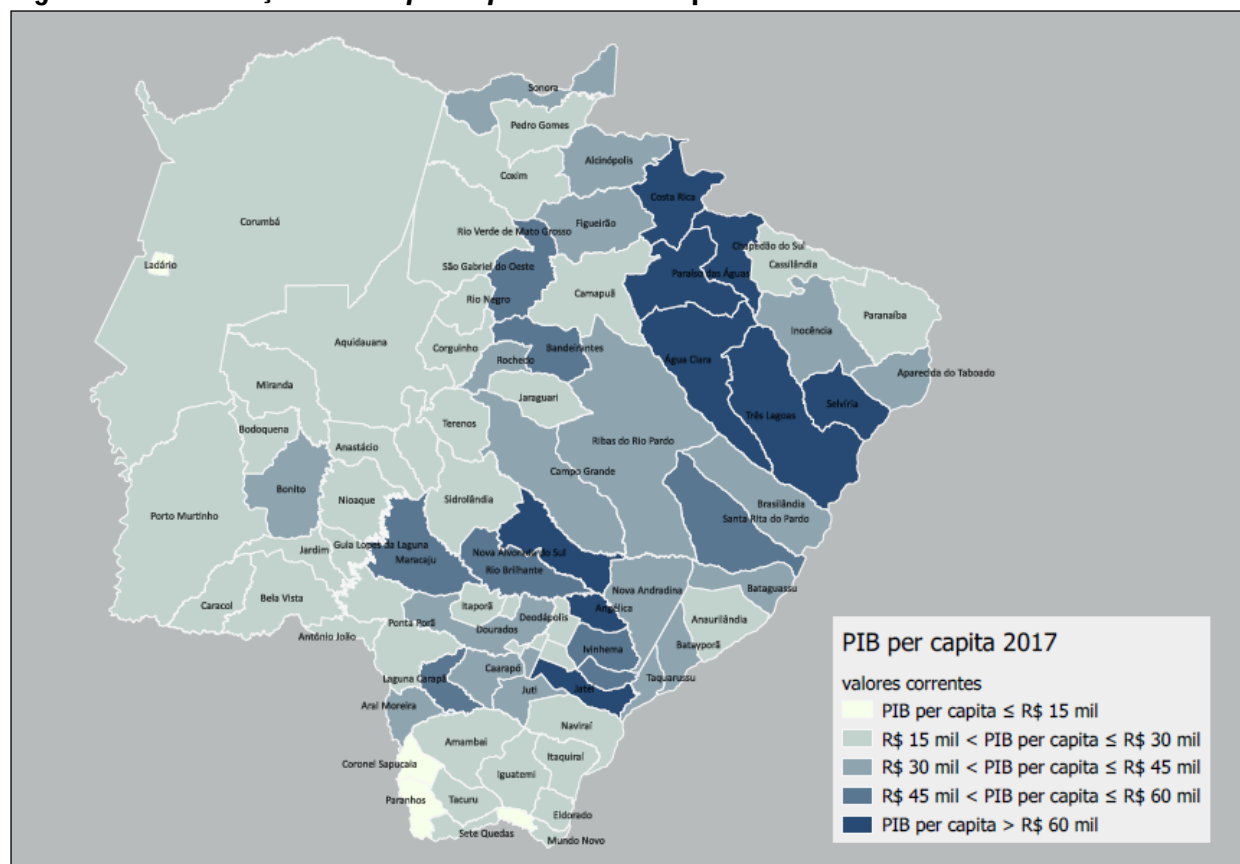 Sonora
Pedro Gomes
Alcinópolis
Coxim
Costa Rica
Corumbá
Figueirão
Rio Verde de Mato Grosso
Chapadão do Sul
Cassilândia
Ladário
São Gabriel do Oeste
Paraíso das Águas
Camapuã
Rio Negro
Paranaíba
Inocência
Aquidauana
Corguinho
Bandeirantes
Rochedo
Água Clara
Aparecida do Taboado
Miranda
Jaraguari
Selvíria
Três Lagoas
Terenos
Bodoquena
Ribas do Rio Pardo
Anastácio
Campo Grande
Bonito
Nioaque
Sidrolândia
Brasilândia
Porto Murtinho
Santa Rita do Pardo
Guia Lopes da Laguna
Jardim
Nova Alvorada do Sul
Maracaju
Rio Brilhante
Nova Andradina
Bataguassu
Bela Vista
Caracol
Itaporã
Angélica
Deodápolis
Anaurilândia
Ponta Porã
Dourados
Antônio João
Batayporã
Ivinhema
Caarapó
Taquarussu
Laguna Carapã
Juti
Jateí
Aral Moreira
Naviraí
Amambai
Itaquiraí
Coronel Sapucaia
Iguatemi
Paranhos
Tacuru
Eldorado
Sete Quedas
Mundo Novo
PIB per capita 2017
valores correntes
PIB per capita ≤ R$ 15 mil
R$ 15 mil < PIB per capita ≤ R$ 30 mil
R$ 30 mil < PIB per capita ≤ R$ 45 mil
R$ 45 mil < PIB per capita ≤ R$ 60 mil
PIB per capita > R$ 60 mil